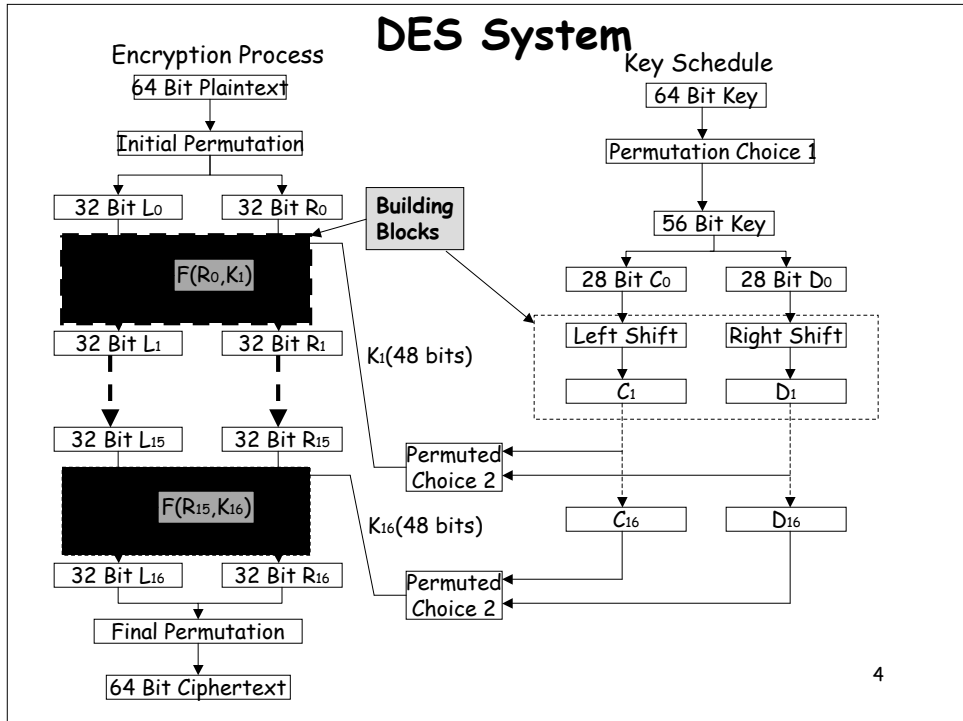 DES System
Encryption Process
64 Bit Plaintext
Initial Permutation
32 Bit L0
32 Bit R0
F(R0,K1)
32 Bit L1
32 Bit R1
32 Bit L15
32 Bit R15
F(R15,K16)
32 Bit L16
32 Bit R16
Final Permutation
64 Bit Ciphertext
Building
Blocks
K1(48 bits)
K16(48 bits)
Permuted
Choice 2
Permuted
Choice 2
Key Schedule
64 Bit Key
Permutation Choice 1
56 Bit Key
28 Bit C0
28 Bit D0
Left Shift
Right Shift
C1
D1
C16
D16
4